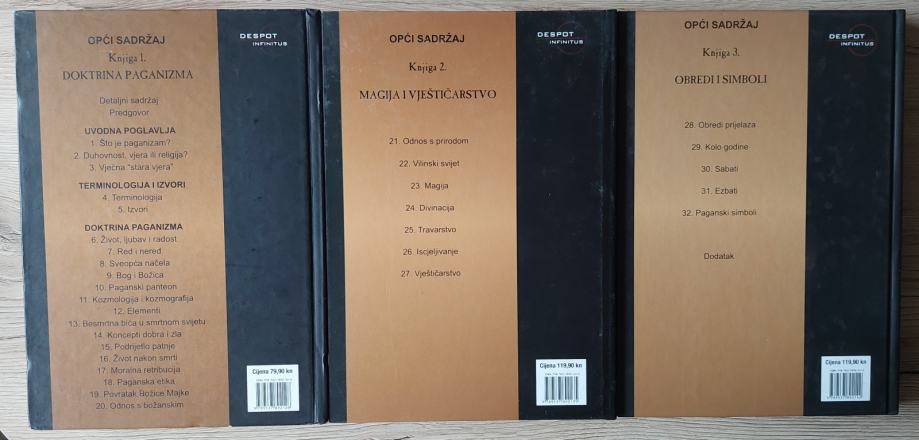 OPĆI SADRŽAJ
Knjiga 1.
DOKTRINA PAGANIZMA
Detaljni sadržaj
Predgovor
UVODNA POGLAVLJA
1. Što je paganizam?
2. Duhovnost, vjera ili religija?
3. Vječna "stara vjera"
TERMINOLOGIJA I IZVORI
4. Terminologija
5. Izvori
DOKTRINA PAGANIZMA
6. Život, ljubav i radost
7. Red i nered
8. Sveopća načela
9. Bog i Božica
10. Paganski panteon
11. Kozmologija i kozmografija
12. Elementi
13. Besmrtna bića u smrtnom svijetu
14. Koncepti dobra i zla
15. Podrijetlo patnje
16. Život nakon smrti
17. Moralna retribucija
18. Paganska etika
19. Povratak Božice Majke
20. Odnos s božanskim
DESPOT
INFINITUS
Cijena 79,90 kn
OPĆI SADRŽAJ
Knjiga 2.
MAGIJA I VJEŠTIČARSTVO
21. Odnos s prirodom
22. Vilinski svijet
23. Magija
24. Divinacija
25. Travarstvo
26. Iscjeljivanje
27. Vještičarstvo
DESPOT
INFINITUS
Cijena 119,90 kn
OPĆI SADRŽAJ
Knjiga 3.
OBREDI I SIMBOLI
28. Obredi prijelaza
29. Kolo godine
30. Sabati
31. Ezbati
32. Paganski simboli
Dodatak
DESPOT
INFINITUS
Cijena 119,90 kn